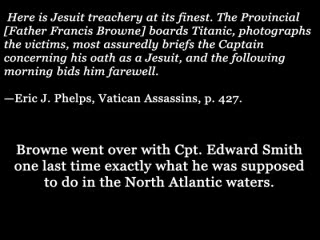 Here is Jesuit treachery at its finest. The Provincial
[Father Francis Browne] boards Titanic, photographs
the victims, most assuredly briefs the Captain
concerning his oath as a Jesuit, and the following
morning bids him farewell.
—Eric J. Phelps, Vatican Assassins, p. 427.
Browne went over with Cpt. Edward Smith
one last time exactly what he was supposed
to do in the North Atlantic waters.